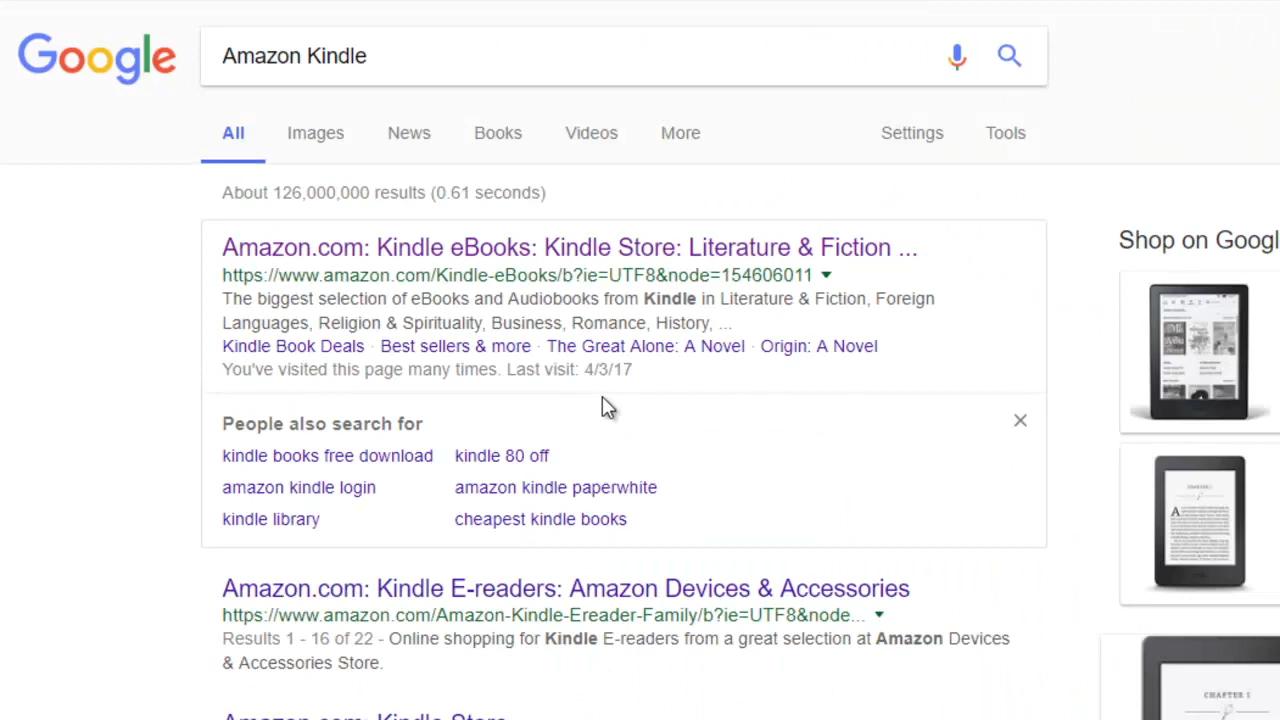 Google
Amazon Kindle
All Images News Books Videos More Settings Tools
About 126,000,000 results (0.61 seconds)
Amazon.com: Kindle eBooks: Kindle Store: Literature & Fiction ...
https://www.amazon.com/Kindle-eBooks/b?ie=UTF8&node=154606011
The biggest selection of eBooks and Audiobooks from Kindle in Literature & Fiction, Foreign
Languages, Religion & Spirituality, Business, Romance, History, ...
Kindle Book Deals · Best sellers & more · The Great Alone: A Novel · Origin: A Novel
You've visited this page many times. Last visit: 4/3/17
People also search for
kindle books free download kindle 80 off
amazon kindle login amazon kindle paperwhite
kindle library cheapest kindle books
Amazon.com: Kindle E-readers: Amazon Devices & Accessories
https://www.amazon.com/Amazon-Kindle-Ereader-Family/b?ie=UTF8&node...
Results 1 - 16 of 22 - Online shopping for Kindle E-readers from a great selection at Amazon Devices
& Accessories Store.
Amazon.com: Kindle Store
Shop on Googl
CHAPTER I